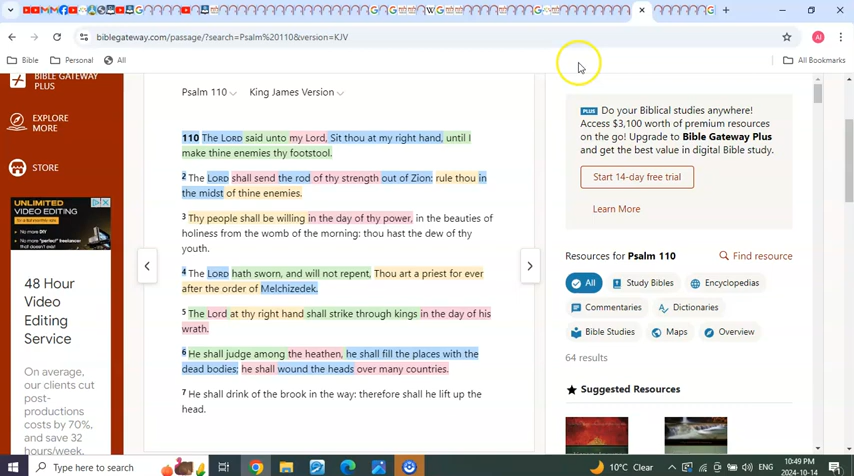 biblegateway.com/passage/?search=Psalm%20110&version=KJV
AI
Bible
Personal
All
All Bookmarks
BIBLE GATEWAY
PLUS
EXPLORE
MORE
STORE
UNLIMITED
VIDEO EDITING
No more DIY
No more "freelancers"
48 Hour
Video
Editing
Service
On average,
our clients cut
post-
productions
costs by 70%,
and save 32
hours/week.
Psalm 110
King James Version
110 The LORD said unto my Lord, Sit thou at my right hand, until I
make thine enemies thy footstool.
2 The LORD shall send the rod of thy strength out of Zion: rule thou in
the midst of thine enemies.
3 Thy people shall be willing in the day of thy power, in the beauties of
holiness from the womb of the morning: thou hast the dew of thy
youth.
4 The LORD hath sworn, and will not repent, Thou art a priest for ever
after the order of Melchizedek.
5 The Lord at thy right hand shall strike through kings in the day of his
wrath.
6 He shall judge among the heathen, he shall fill the places with the
dead bodies; he shall wound the heads over many countries.
7 He shall drink of the brook in the way: therefore shall he lift up the
head.
PLUS Do your Biblical studies anywhere!
Access $3,100 worth of premium resources
on the go! Upgrade to Bible Gateway Plus
and get the best value in digital Bible study.
Start 14-day free trial
Learn More
Resources for Psalm 110
Find resource
All
Study Bibles
Encyclopedias
Commentaries
Dictionaries
Bible Studies
Maps
Overview
64 results
Suggested Resources
Type here to search
10°C Clear
ENG
10:49 PM
2024-10-14